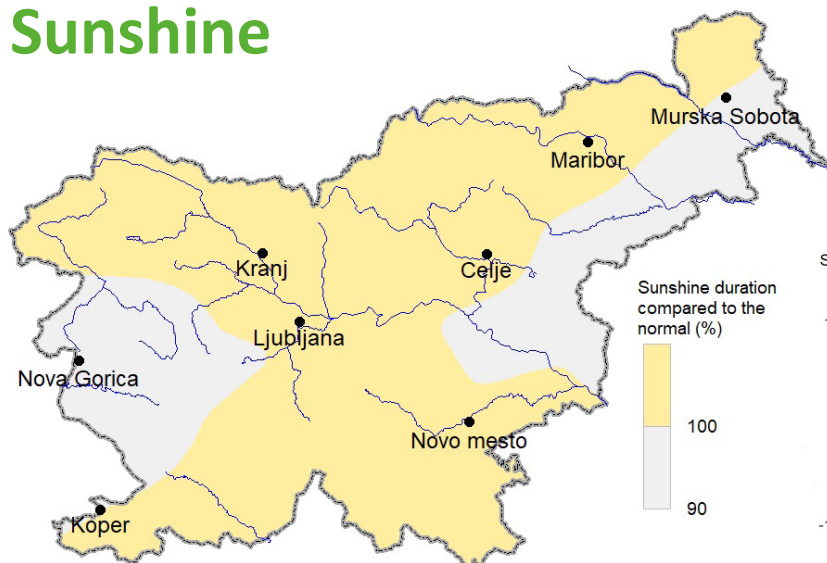 Sunshine
Murska Sobota
Maribor
Kranj
Celje
Sunshine duration
compared to the
normal (%)
Ljubljana
Nova Gorica
100
Novo mesto
90
Koper